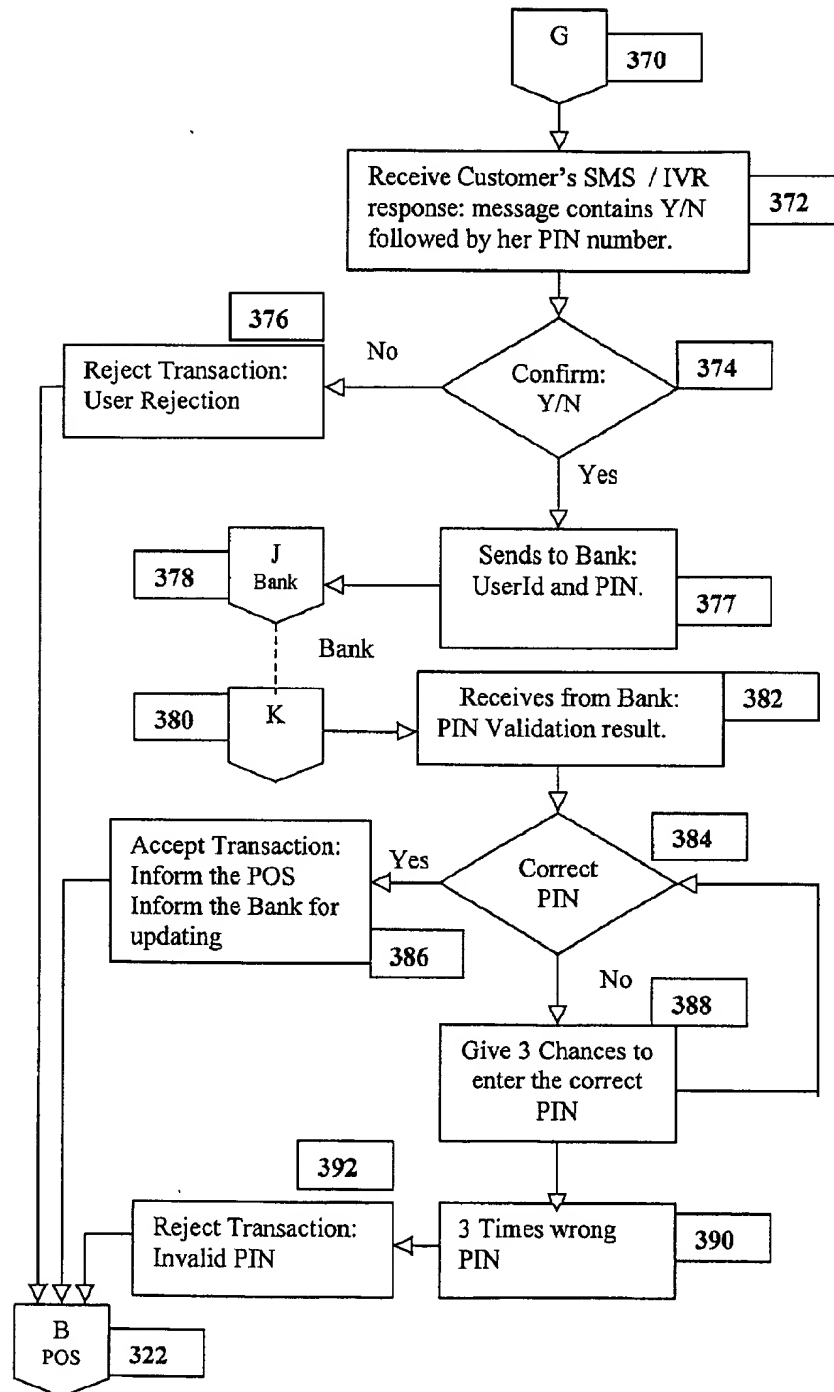 G
370
Receive Customer's SMS / IVR
response: message contains Y/N
followed by her PIN number.
372
376
Reject Transaction:
User Rejection
No
Confirm:
Y/N
374
Yes
J
Bank
378
Sends to Bank:
UserId and PIN.
377
Bank
K
380
Receives from Bank:
PIN Validation result.
382
Accept Transaction:
Inform the POS
Inform the Bank for
updating
386
Yes
Correct
PIN
384
No
388
Give 3 Chances to
enter the correct
PIN
392
Reject Transaction:
Invalid PIN
3 Times wrong
PIN
390
B
POS
322